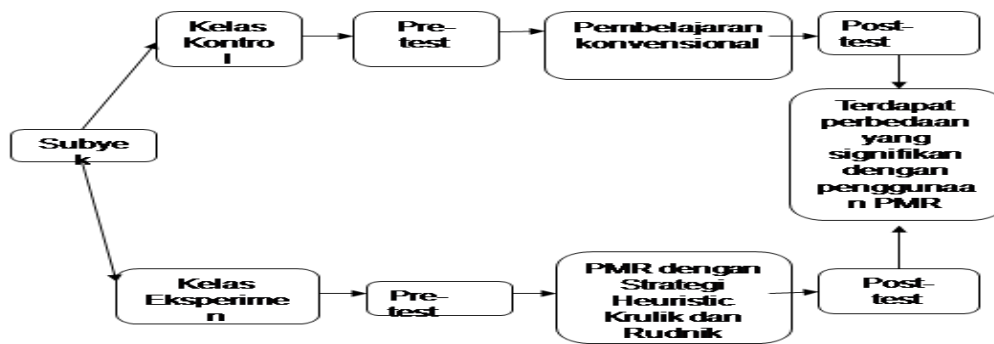 Kelas
Kontro
l
Pre-
test
Pembelajaran
konvensional
Post-
test
Terdapat
perbedaan
yang
signifikan
dengan
penggunaa
n PMR
Subye
k
Kelas
Eksperime
n
Pre-
test
PMR dengan
Strategi
Heuristic
Krulik dan
Rudnik
Post-
test